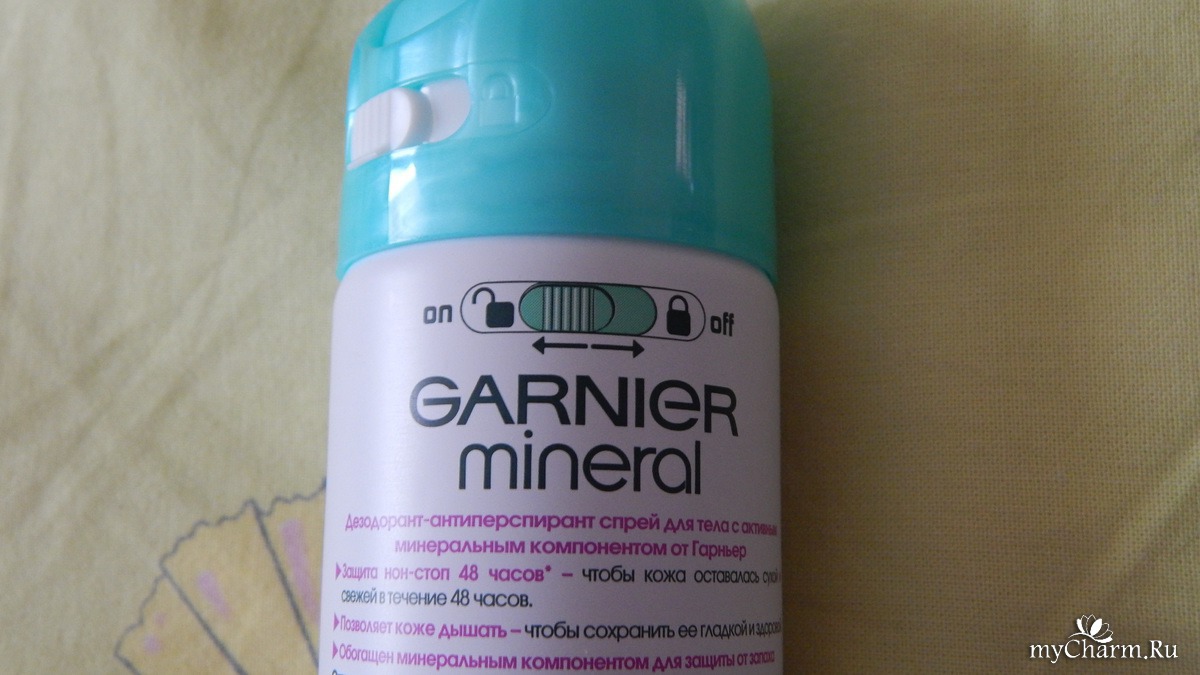 on off
GARNIER
mineral
Дезодорант-антиперспирант спрей для тела с
минеральным компонентом от Гарньер
Защита нон-стоп 48 часов* – чтобы кожа оставалась
свежей в течение 48 часов.
Позволяет коже дышать – чтобы сохранить ее гладкой и
Обогащен минеральным компонентом для защиты от запаха
myCharm.Ru